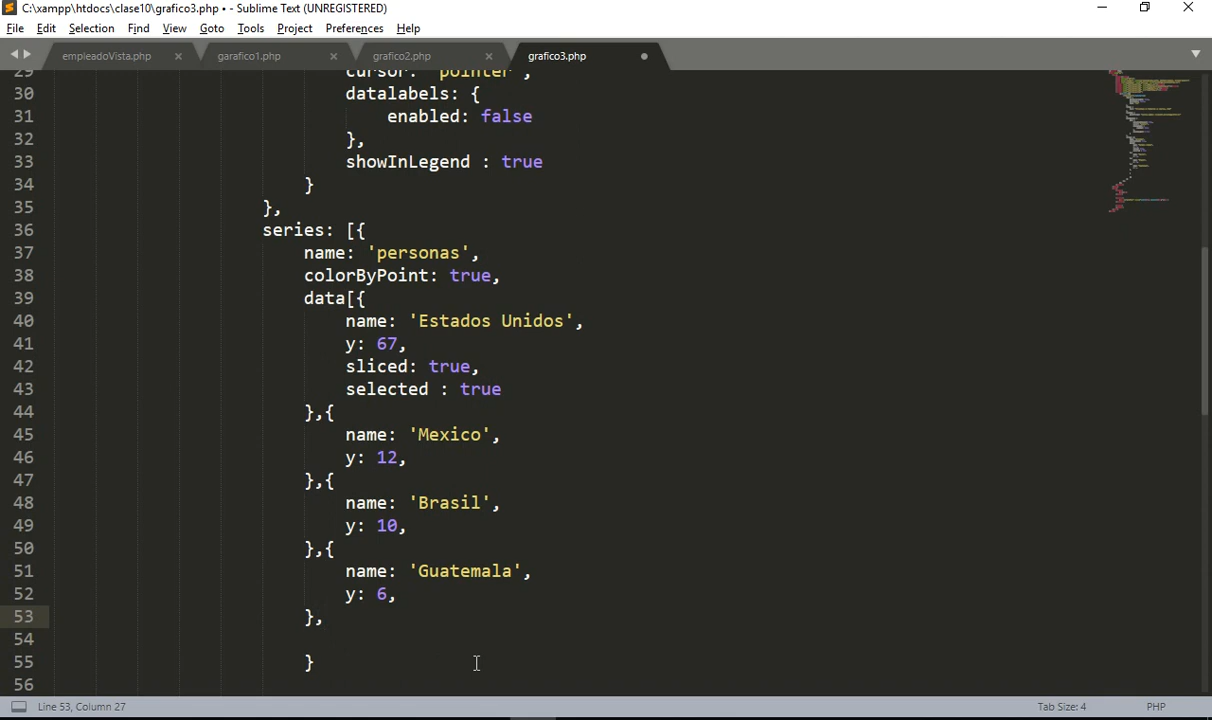 C:\xampp\htdocs\clase10\grafico3.php • - Sublime Text (UNREGISTERED)
File Edit Selection Find View Goto Tools Project Preferences Help
empleadoVista.php garafico1.php grafico2.php grafico3.php
29 cursor: 'pointer',
30 datalabels: {
31 enabled: false
32 },
33 showInLegend : true
34 }
35 },
36 series: [{
37 name: 'personas',
38 colorByPoint: true,
39 data[{
40 name: 'Estados Unidos',
41 y: 67,
42 sliced: true,
43 selected : true
44 },{
45 name: 'Mexico',
46 y: 12,
47 },{
48 name: 'Brasil',
49 y: 10,
50 },{
51 name: 'Guatemala',
52 y: 6,
53 },
54
55 }
56
Line 53, Column 27 Tab Size: 4 PHP